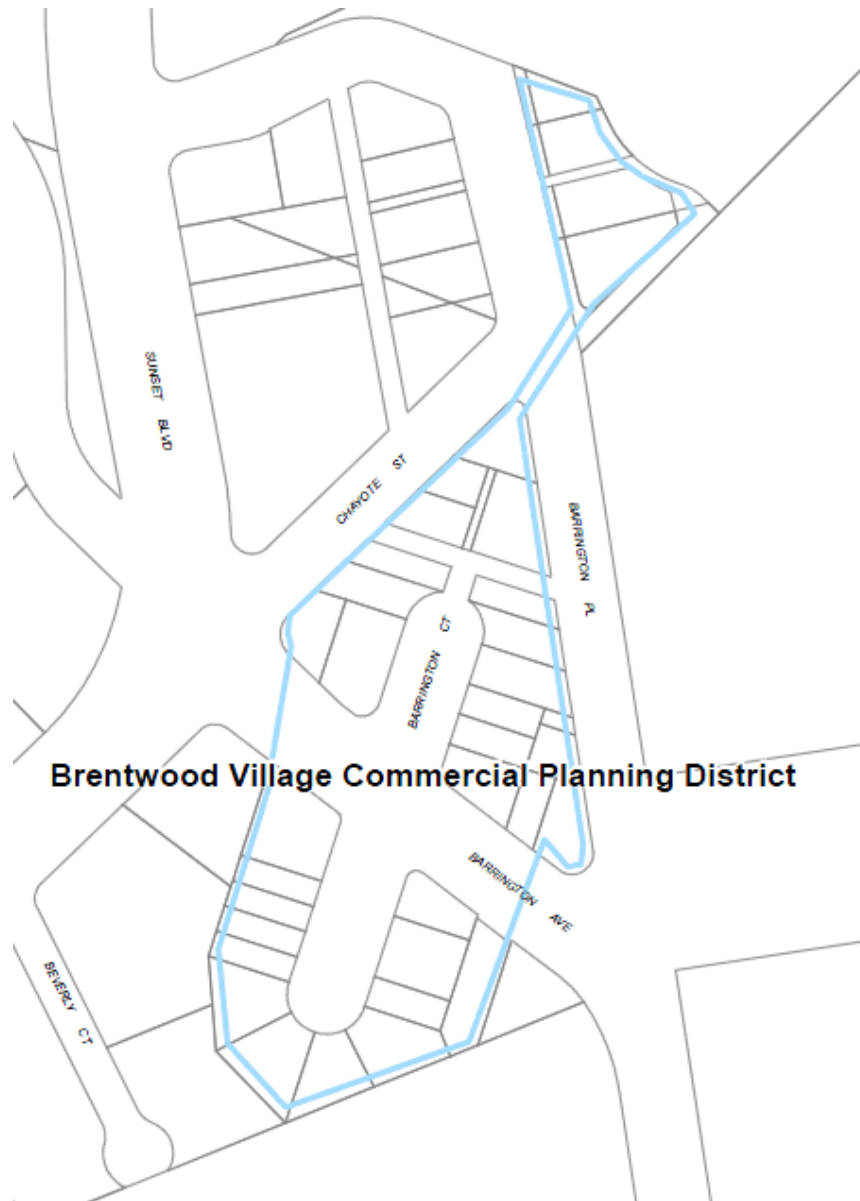 SUNSET BLVD
CHAYOTE ST
BARRINGTON PL
BARRINGTON CT
Brentwood Village Commercial Planning District
BARRINGTON AVE
BEVERLY CT